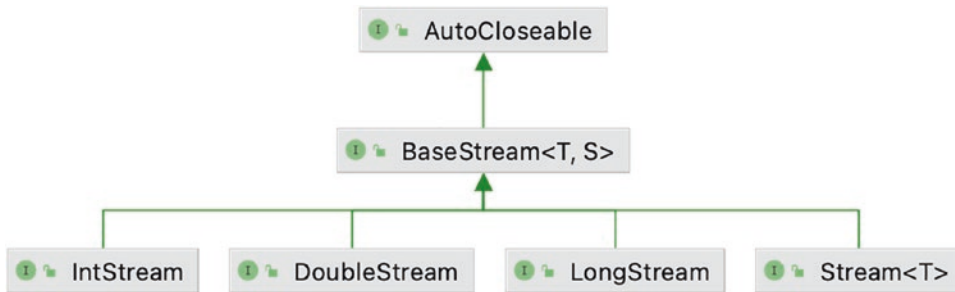 I AutoCloseable
I BaseStream<T, S>
I IntStream
I DoubleStream
I LongStream
I Stream<T>